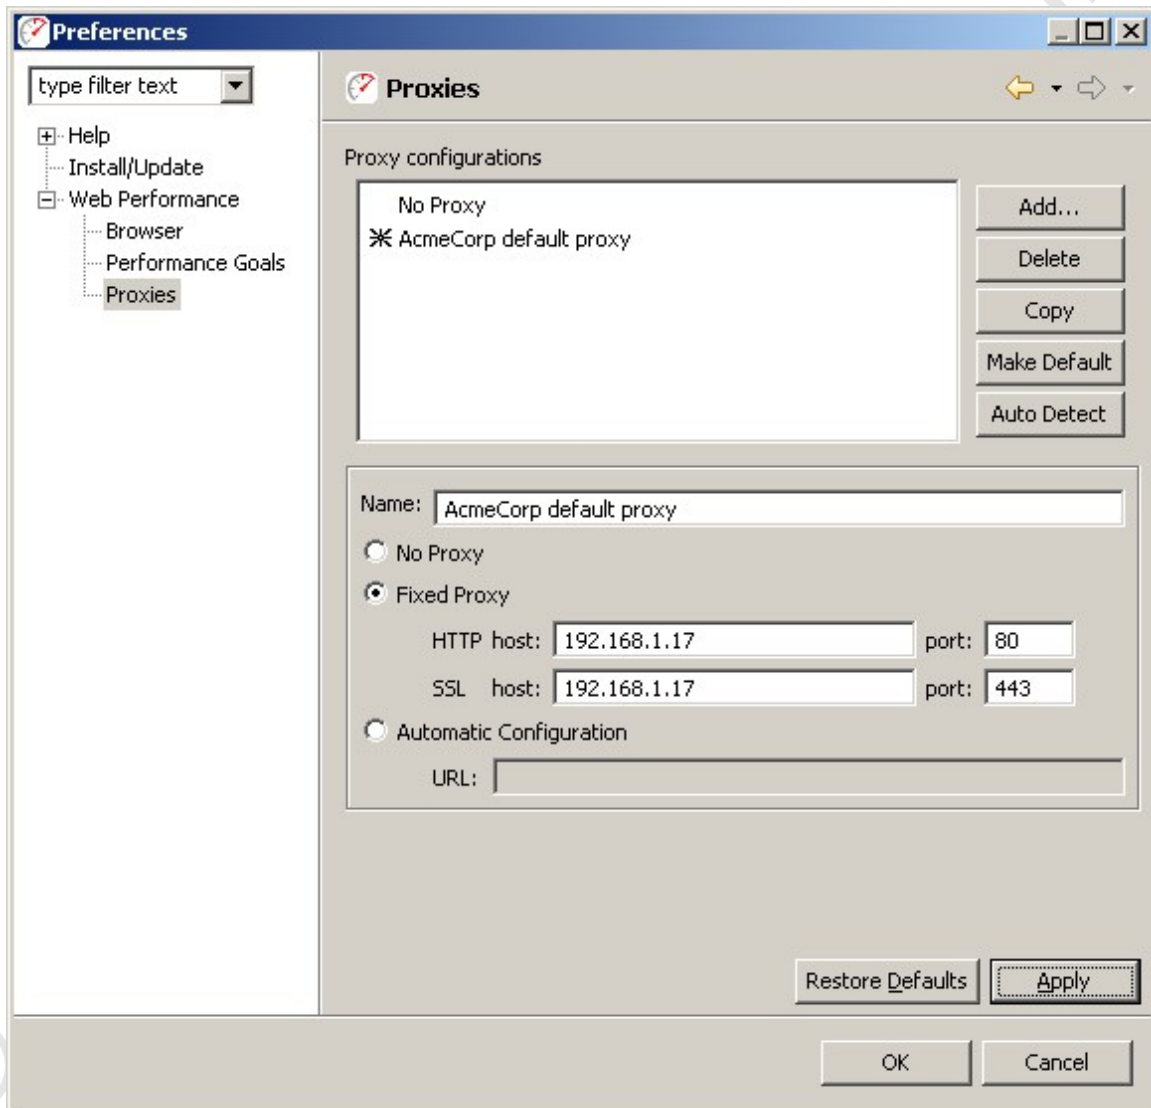 Preferences
type filter text
Help
Install/Update
Web Performance
Browser
Performance Goals
Proxies
Proxies
Proxy configurations
No Proxy
AcmeCorp default proxy
Add...
Delete
Copy
Make Default
Auto Detect
Name: AcmeCorp default proxy
No Proxy
Fixed Proxy
HTTP host: 192.168.1.17 port: 80
SSL host: 192.168.1.17 port: 443
Automatic Configuration
URL:
Restore Defaults Apply
OK Cancel